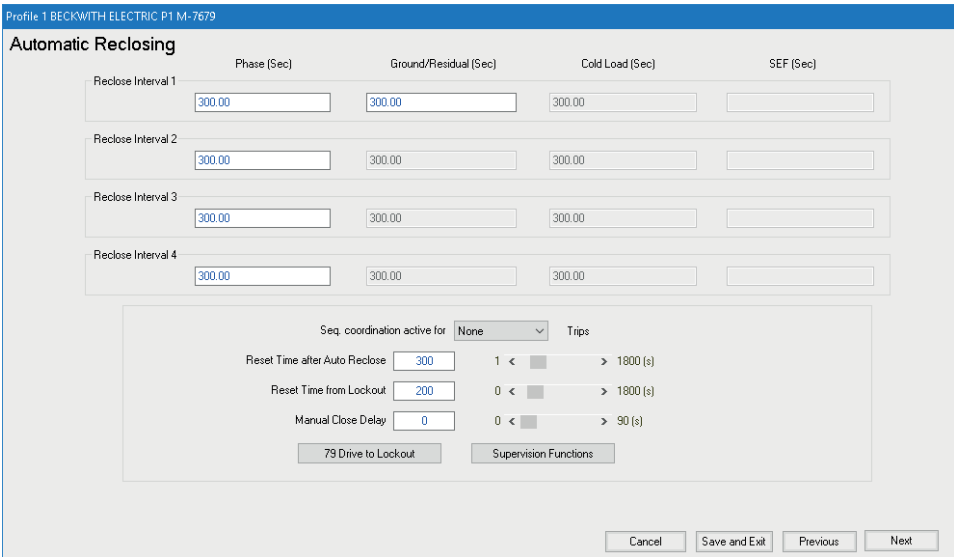 Profile 1 BECKWITH ELECTRIC P1 M-7679
Automatic Reclosing
Phase (Sec) Ground/Residual (Sec) Cold Load (Sec) SEF (Sec)
Reclose Interval 1
300.00 300.00 300.00
Reclose Interval 2
300.00 300.00 300.00
Reclose Interval 3
300.00 300.00 300.00
Reclose Interval 4
300.00 300.00 300.00
Seq. coordination active for None Trips
Reset Time after Auto Reclose 300 1 < > 1800 (s)
Reset Time from Lockout 200 0 < > 1800 (s)
Manual Close Delay 0 0 < > 90 (s)
79 Drive to Lockout Supervision Functions
Cancel Save and Exit Previous Next